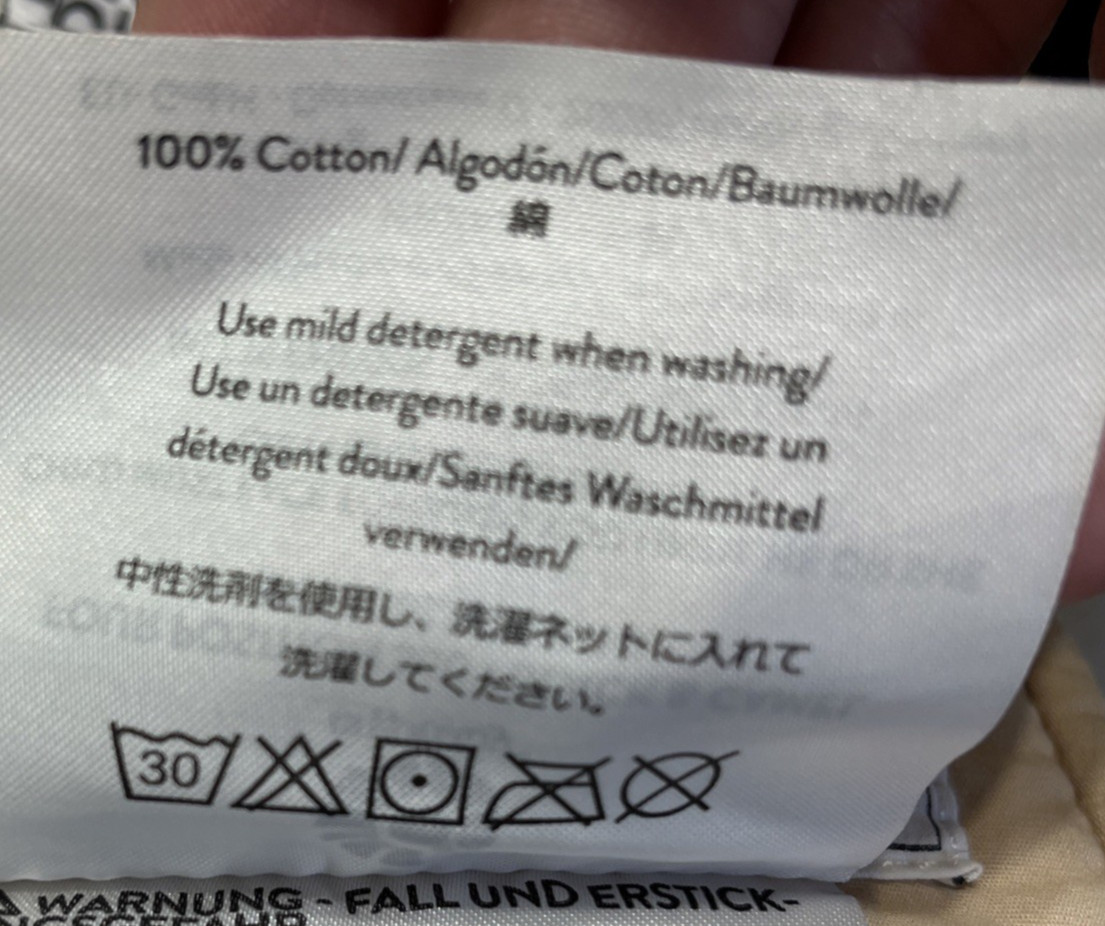 100% Cotton/ Algodón/Coton/Baumwolle/
綿
Use mild detergent when washing/
Use un detergente suave/Utilisez un
détergent doux/Sanftes Waschmittel
verwenden/
中性洗剤を使用し、洗濯ネットに入れて
洗濯してください。
30
WARNUNG - FALL UND ERSTICK-